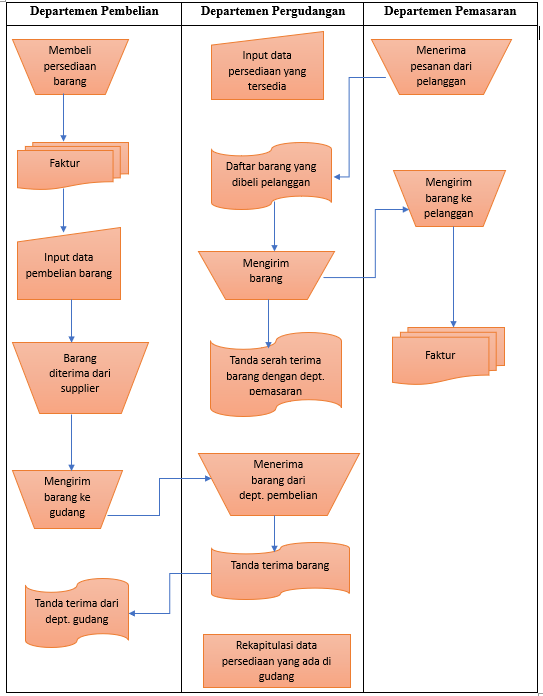 Departemen Pembelian
Departemen Pergudangan
Departemen Pemasaran
Membeli
persediaan
barang
Faktur
Input data
pembelian barang
Barang
diterima dari
supplier
Mengirim
barang ke
gudang
Tanda terima dari
dept. gudang
Input data
persediaan yang
tersedia
Daftar barang yang
dibeli pelanggan
Mengirim
barang
Tanda serah terima
barang dengan dept.
pemasaran
Menerima
barang dari
dept. pembelian
Tanda terima barang
Rekapitulasi data
persediaan yang ada di
gudang
Menerima
pesanan dari
pelanggan
Mengirim
barang ke
pelanggan
Faktur